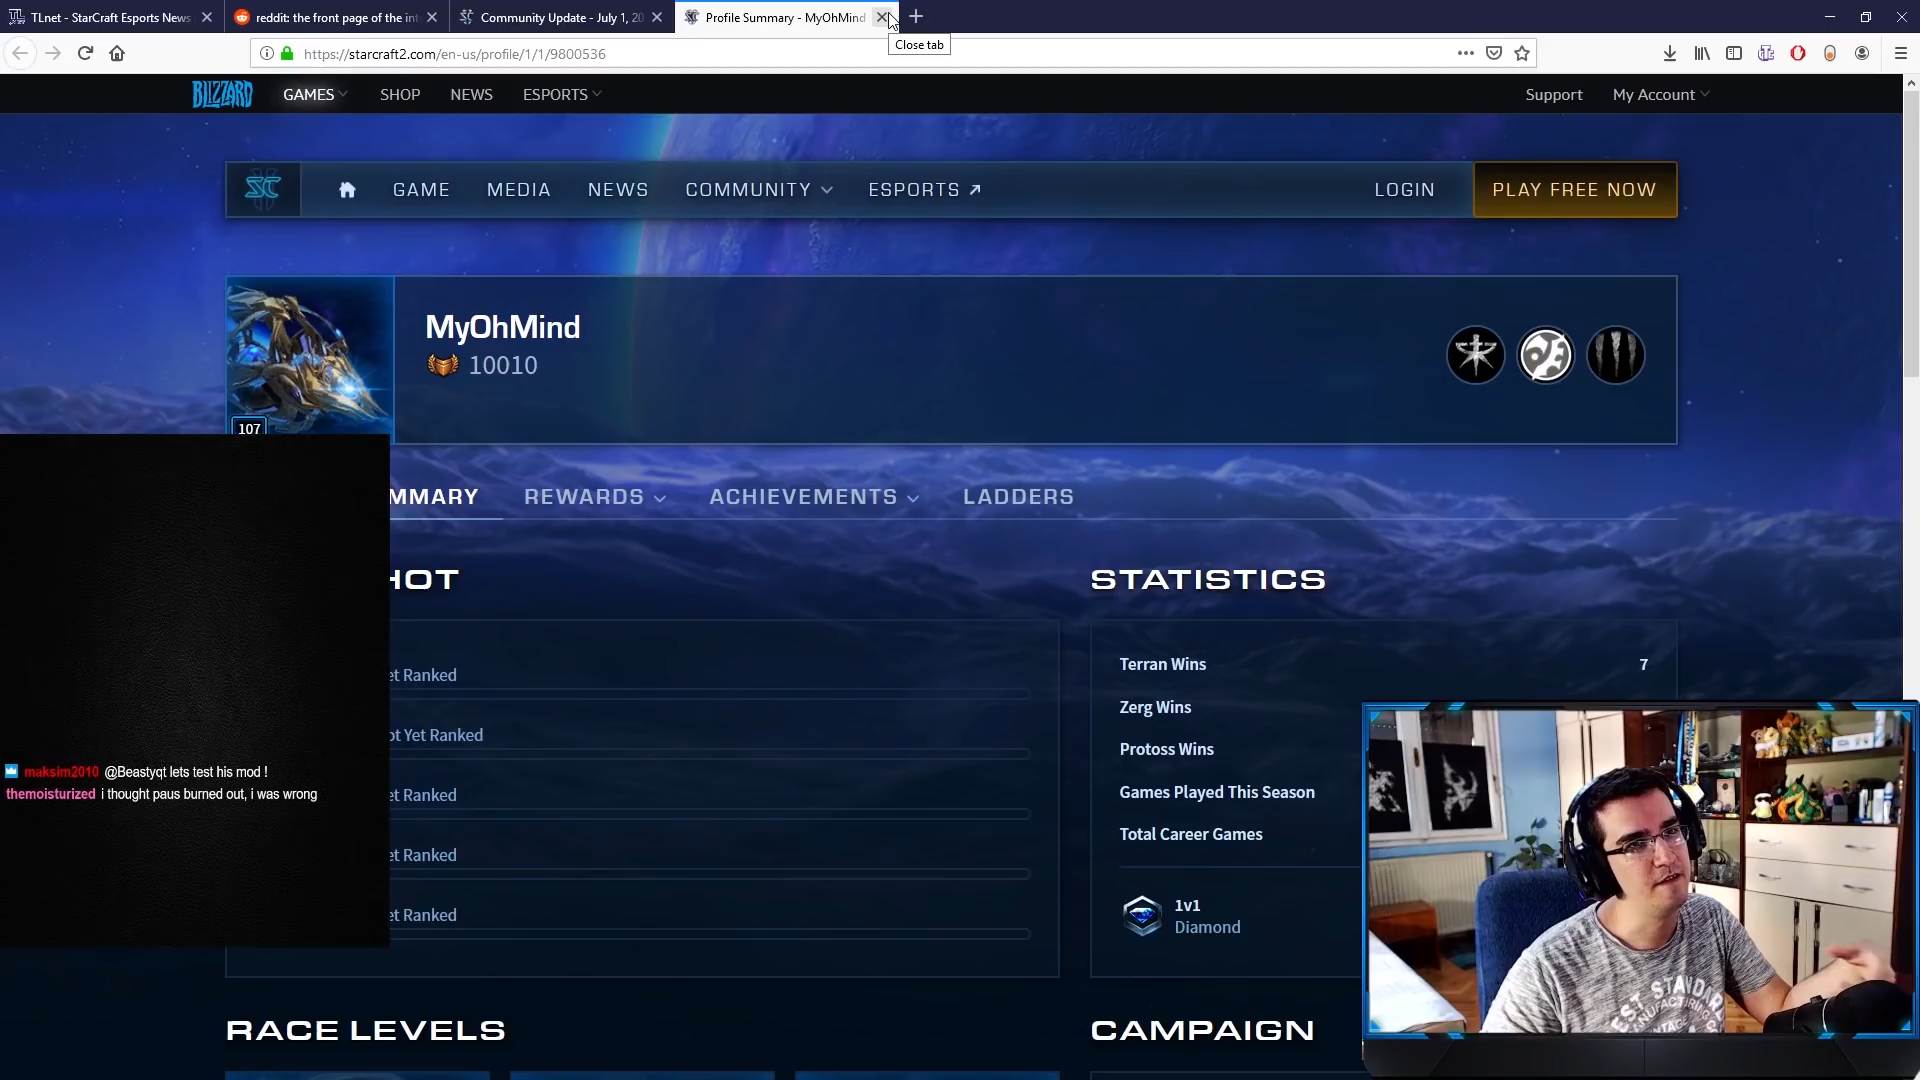 TLnet - StarCraft Esports News
reddit: the front page of the int
Community Update - July 1, 20
Profile Summary - MyOhMind
Close tab
https://starcraft2.com/en-us/profile/1/1/9800536
BLIZZARD
GAMES
SHOP
NEWS
ESPORTS
Support
My Account
SC
GAME
MEDIA
NEWS
COMMUNITY
ESPORTS
LOGIN
PLAY FREE NOW
MyOhMind
10010
107
MMARY
REWARDS
ACHIEVEMENTS
LADDERS
HOT
STATISTICS
et Ranked
ot Yet Ranked
et Ranked
et Ranked
et Ranked
Terran Wins 7
Zerg Wins
Protoss Wins
Games Played This Season
Total Career Games
1v1
Diamond
maksim2010 @Beastyqt lets test his mod !
themoisturized i thought paus burned out, i was wrong
RACE LEVELS
CAMPAIGN